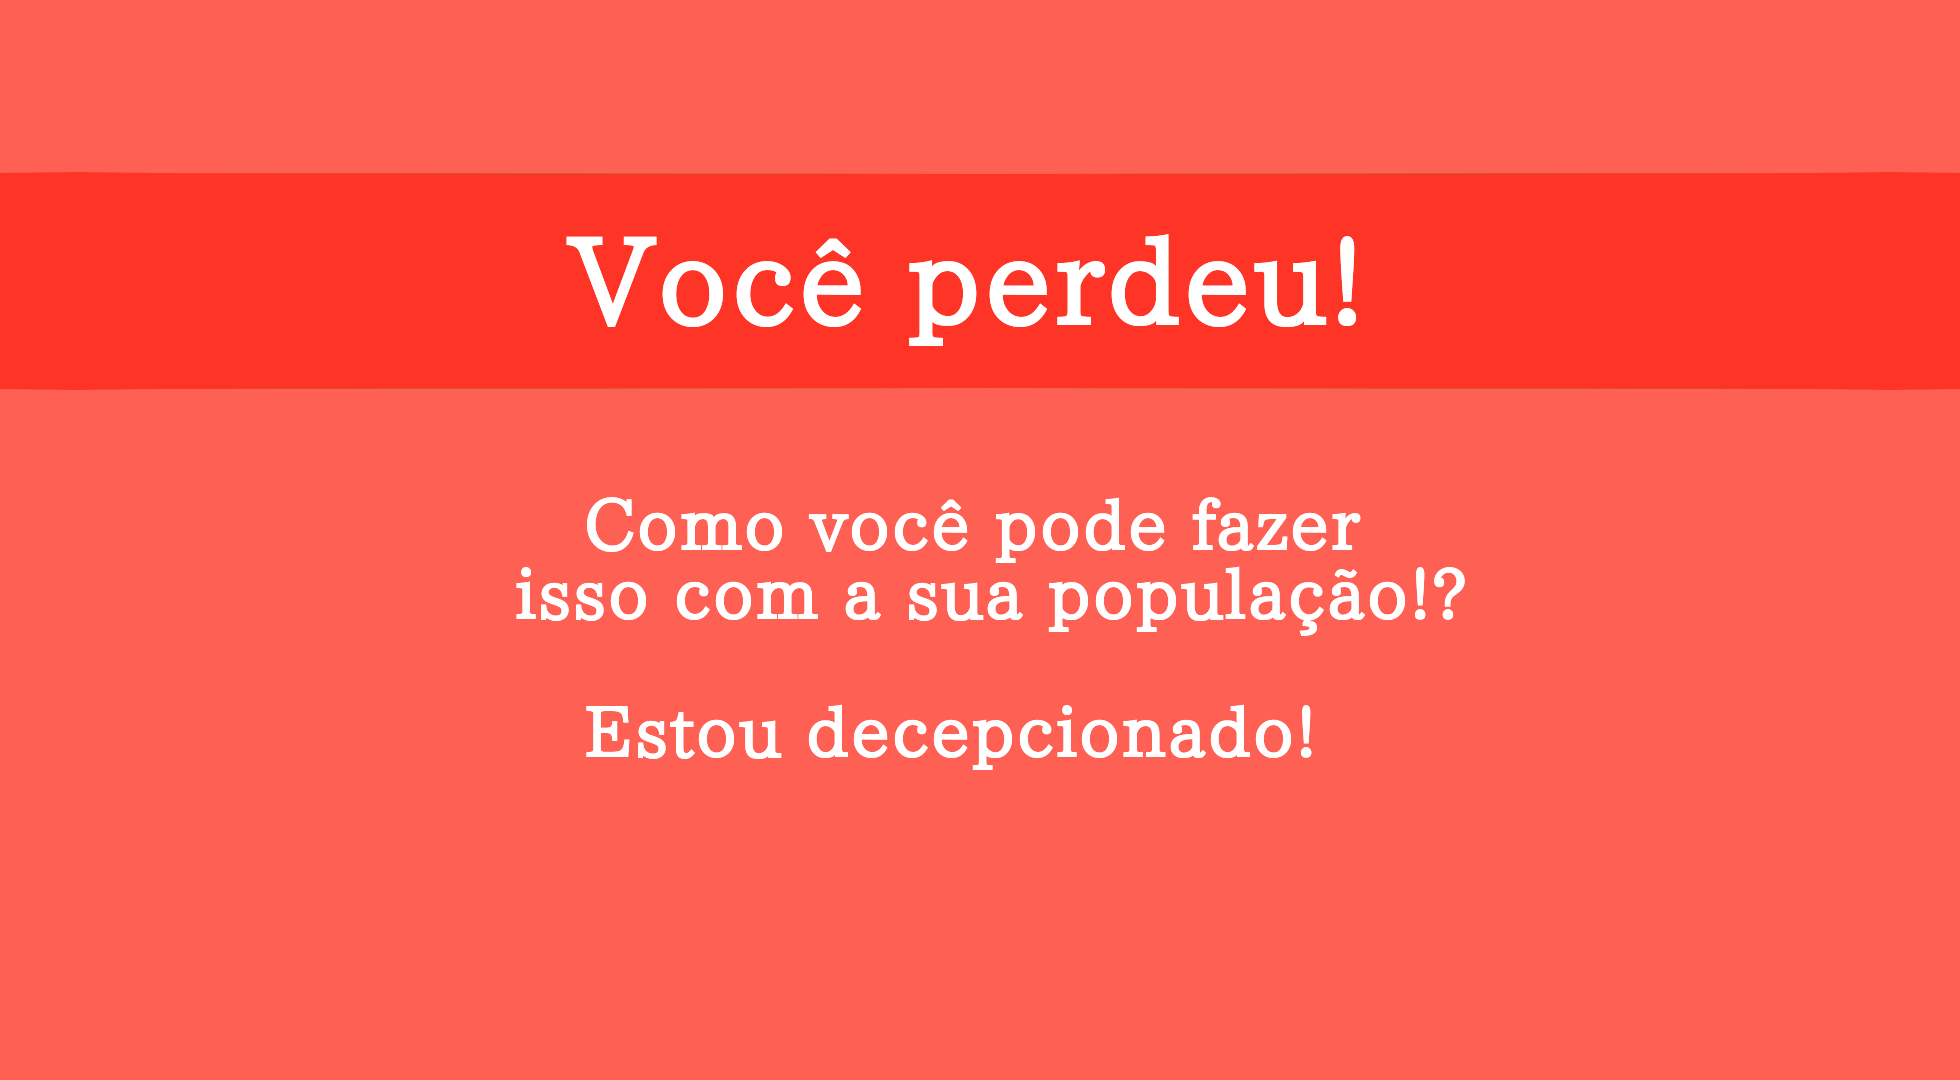 Você perdeu!
Como você pode fazer
isso com a sua população!?
Estou decepcionado!